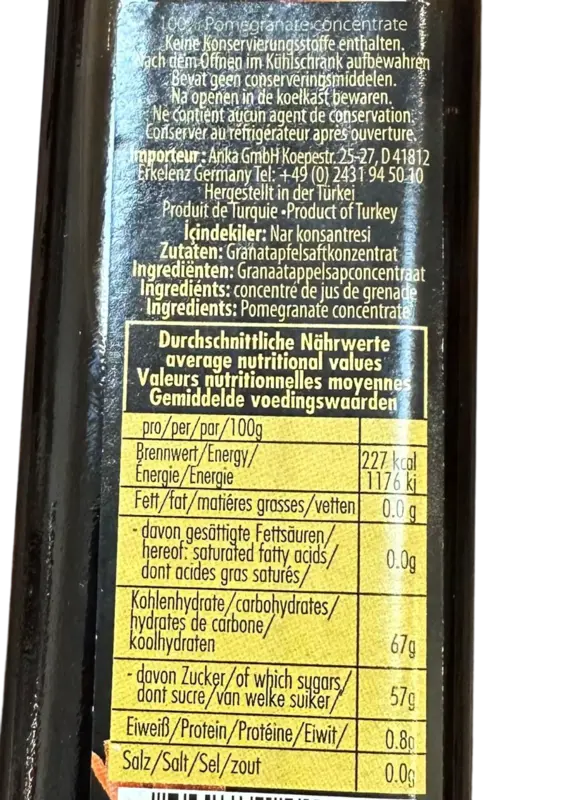 100% Pomegranate concentrate
Keine Konservierungsstoffe enthalten.
Nach dem Öffnen im Kühlschrank aufbewahren
Bevat geen conserveringsmiddelen.
Na openen in de koelkast bewaren.
Ne contient aucun agent de conservation.
Conserver au réfrigérateur aprés ouverture.
Importeur: Anka GmbH Koepestr. 25-27, D 41812
Erkelenz Germany Tel: +49 (0) 2431 94 50 10
Hergestellt in der Türkei
Produit de Turquie •Product of Turkey
İçindekiler: Nar konsantresi
Zutaten: Granatapfelsaftkonzentrat
Ingrediënten: Granaatappelsapconcentraat
Ingrediénts: concentré de jus de grenade
Ingredients: Pomegranate concentrate
Durchschnittliche Nährwerte
average nutritional values
Valeurs nutritionnelles moyennes
Gemiddelde voedingswaarden
pro/per/par/100g
Brennwert/Energy/
Énergie/Energie
227 kcal
1176 kj
Fett/fat/matiéres grasses/vetten 0.0 g
- davon gesättigte Fettsäuren/
hereof: saturated fatty acids/
dont acides gras saturés/
0.0g
Kohlenhydrate/carbohydrates/
hydrates de carbone/
koolhydraten
67g
- davon Zucker/of which sugars/
dont sucre/van welke suiker/
57g
Eiweiß/Protein/Protéine/Eiwit/ 0.8g
Salz/Salt/Sel/zout 0.0g